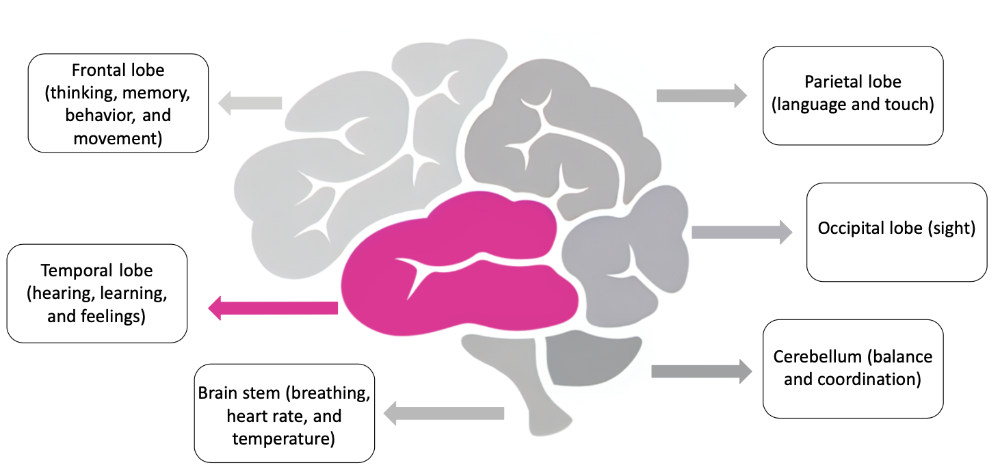 Frontal lobe
(thinking, memory,
behavior, and
movement)
Parietal lobe
(language and touch)
Occipital lobe (sight)
Temporal lobe
(hearing, learning,
and feelings)
Cerebellum (balance
and coordination)
Brain stem (breathing,
heart rate, and
temperature)